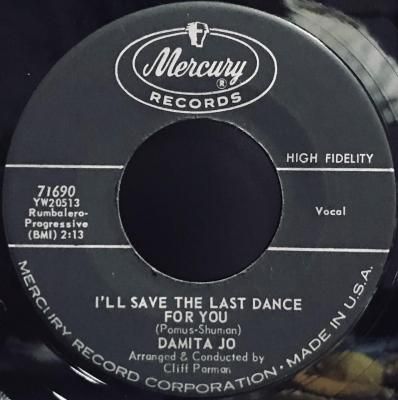 Mercury
®
RECORDS
HIGH FIDELITY
71690
YW20513
Rumbalero-
Progressive
(BMI) 2:13
Vocal
I'LL SAVE THE LAST DANCE
FOR YOU
(Pomus-Shuman)
DAMITA JO
Arranged & Conducted by
Cliff Parman
MERCURY RECORD CORPORATION • MADE IN U.S.A.